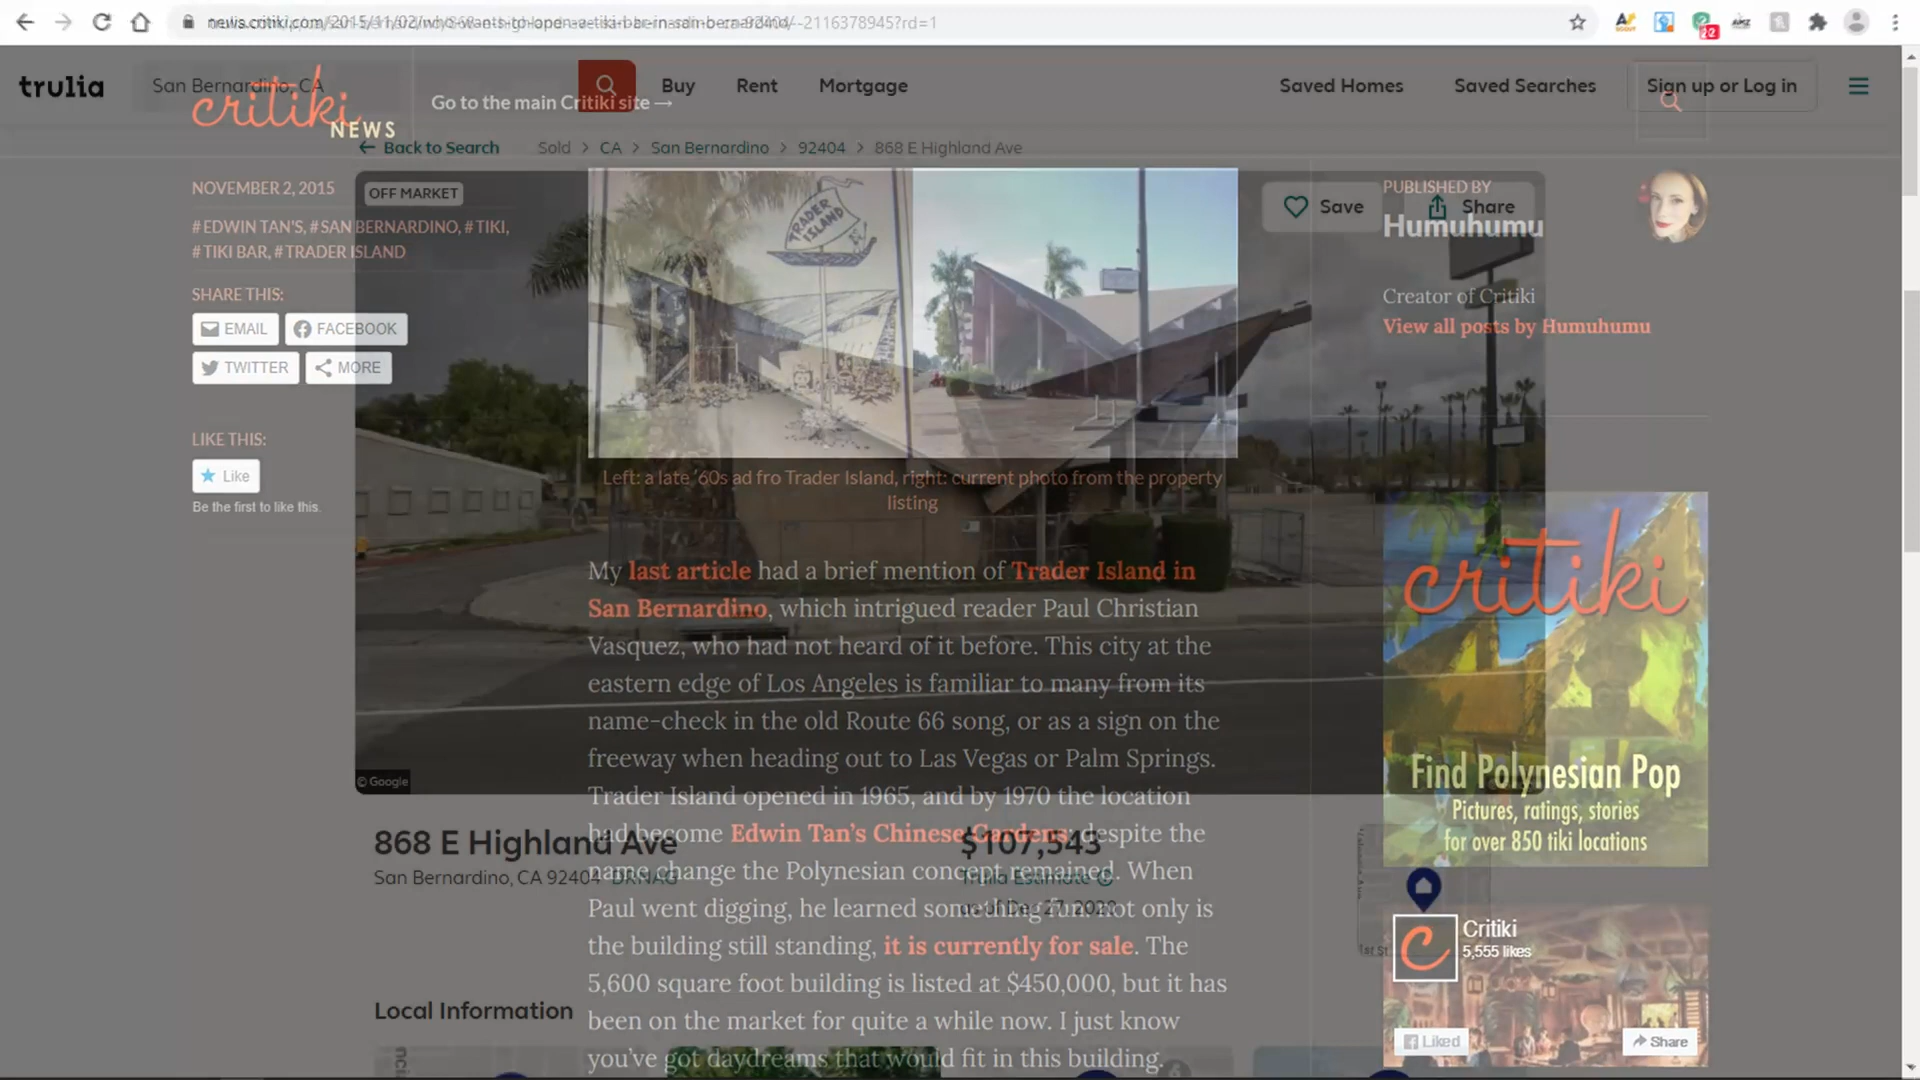 news.critiki.com/2015/11/02/who-wants-to-open-a-tiki-bar-in-san-bernardino/
-2116378945?rd=1
22
trulia
San Bernardino, CA
Buy
Rent
Mortgage
Saved Homes
Saved Searches
Sign up or Log in
critiki
NEWS
Go to the main Critiki site →
← Back to Search
Sold > CA > San Bernardino > 92404 > 868 E Highland Ave
NOVEMBER 2, 2015
# EDWIN TAN'S, # SAN BERNARDINO, # TIKI,
# TIKI BAR, # TRADER ISLAND
SHARE THIS:
EMAIL
FACEBOOK
TWITTER
MORE
LIKE THIS:
Like
Be the first to like this.
OFF MARKET
TRADER
ISLAND
Save
Share
PUBLISHED BY
Humuhumu
Creator of Critiki
View all posts by Humuhumu
Left: a late '60s ad fro Trader Island, right: current photo from the property
listing
My last article had a brief mention of Trader Island in
San Bernardino, which intrigued reader Paul Christian
Vasquez, who had not heard of it before. This city at the
eastern edge of Los Angeles is familiar to many from its
name-check in the old Route 66 song, or as a sign on the
freeway when heading out to Las Vegas or Palm Springs.
Trader Island opened in 1965, and by 1970 the location
had become Edwin Tan's Chinese Gardens; despite the
name change the Polynesian concept remained. When
Paul went digging, he learned something fun: not only is
the building still standing, it is currently for sale. The
5,600 square foot building is listed at $450,000, but it has
been on the market for quite a while now. I just know
you've got daydreams that would fit in this building.
© Google
868 E Highland Ave
San Bernardino, CA 92404
$107,543
Trulia Estimate
as of Dec 27, 2020
Local Information
critiki
Find Polynesian Pop
Pictures, ratings, stories
for over 850 tiki locations
Critiki
5,555 likes
Liked
Share